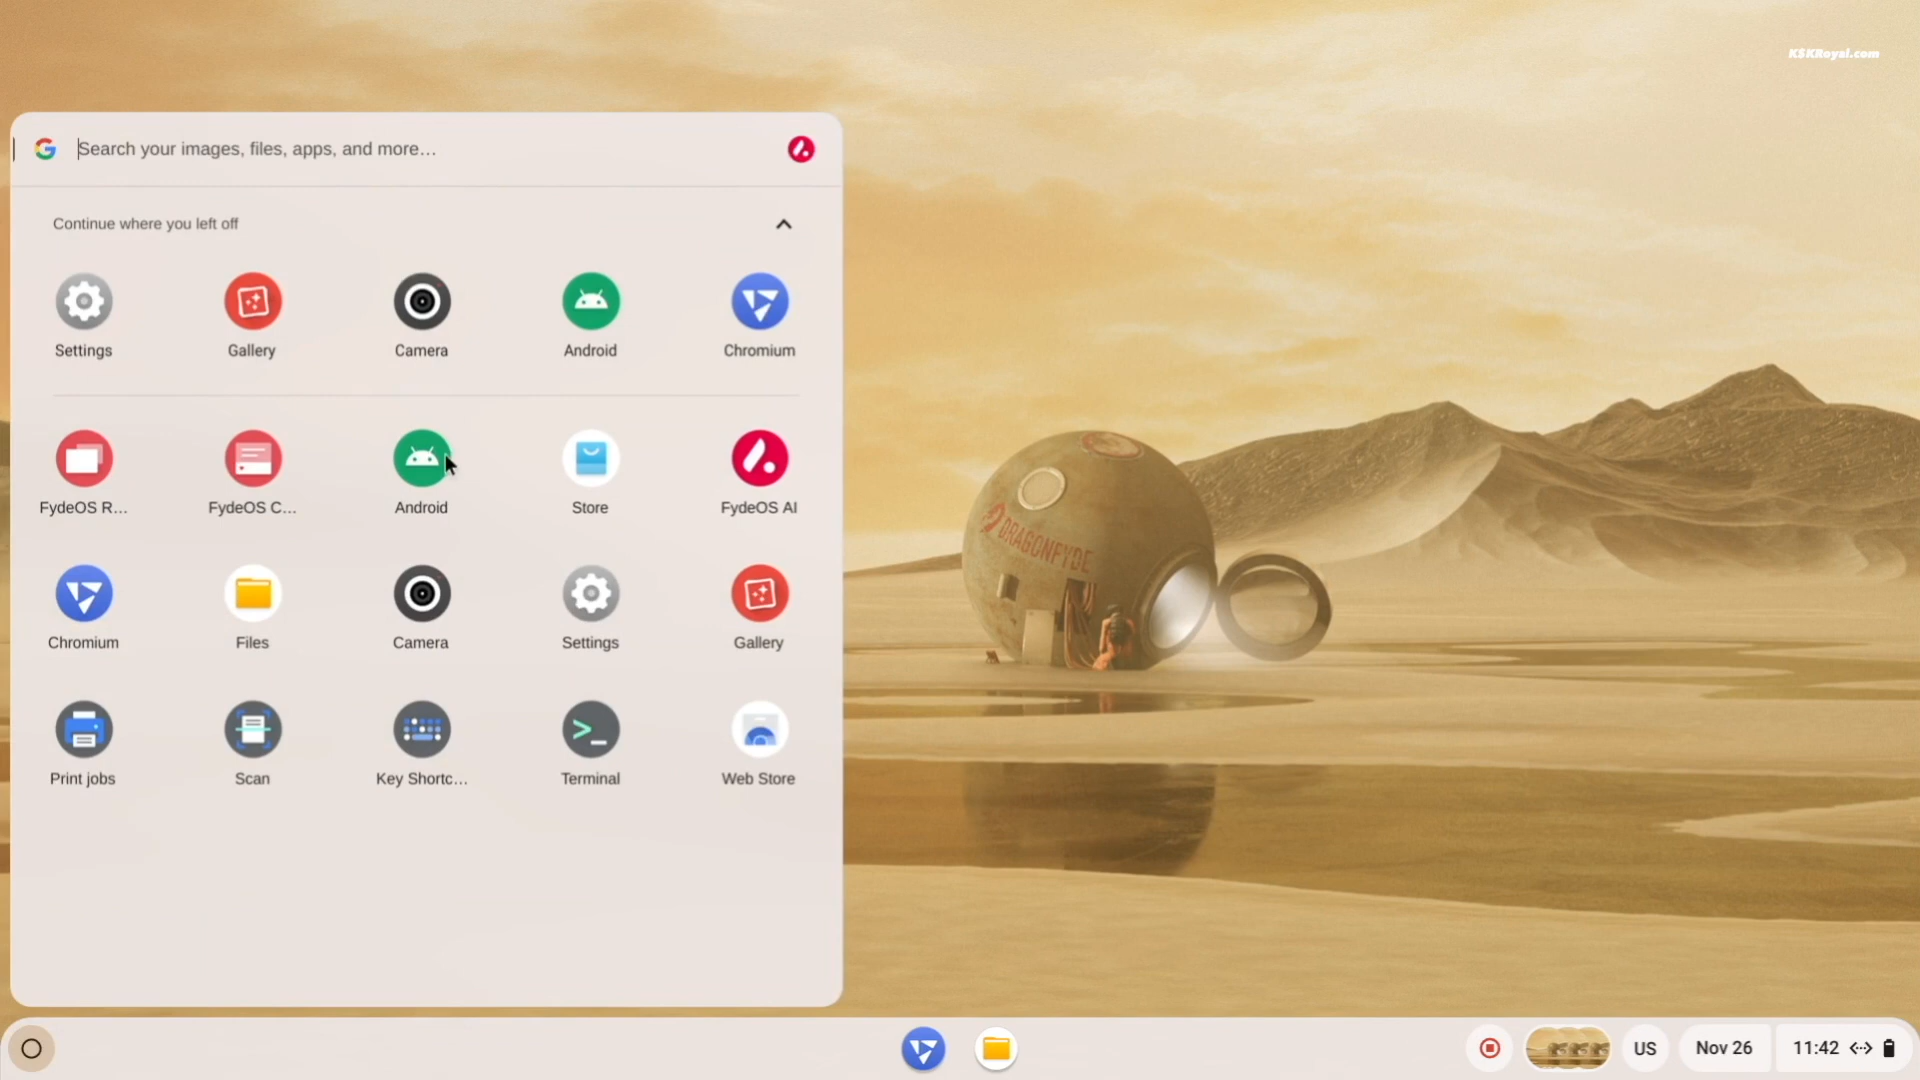 KSKRoyal.com
Search your images, files, apps, and more...
Continue where you left off
Settings
Gallery
Camera
Android
Chromium
FydeOS R...
FydeOS C...
Android
Store
FydeOS AI
Chromium
Files
Camera
Settings
Gallery
Print jobs
Scan
Key Shortc...
Terminal
Web Store
DRAGONFYDE
US
Nov 26
11:42